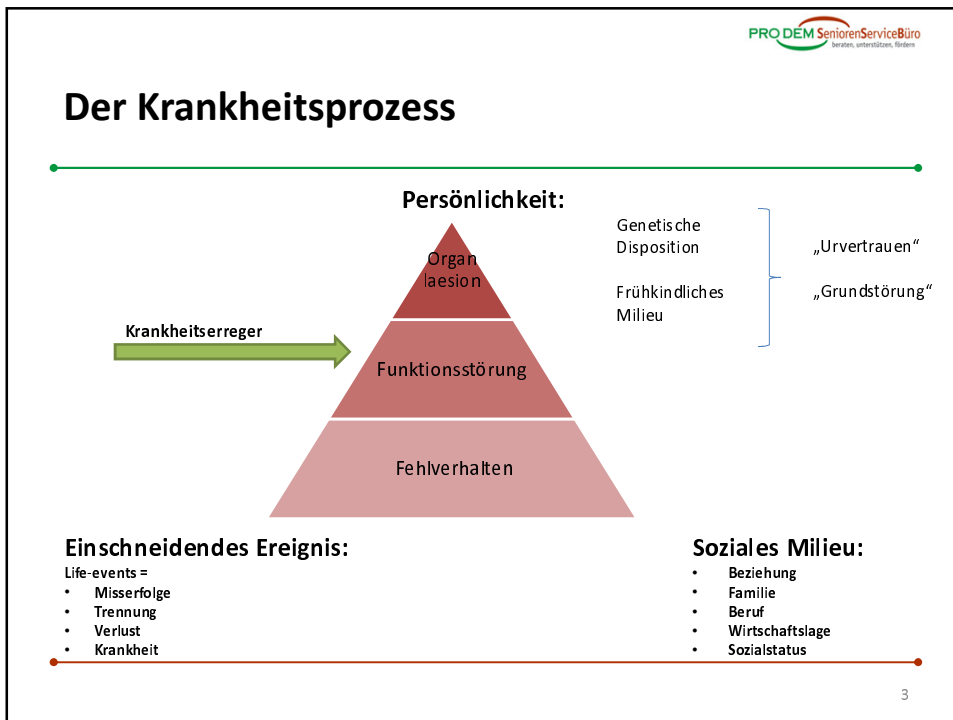 PRO DEM SeniorenServiceBüro
beraten, unterstützen, fördern
Der Krankheitsprozess
Persönlichkeit:
Organ
laesion
Funktionsstörung
Fehlverhalten
Krankheitserreger
Genetische
Disposition
Frühkindliches
Milieu
„Urvertrauen“
„Grundstörung“
Einschneidendes Ereignis:
Life-events =
• Misserfolge
• Trennung
• Verlust
• Krankheit
Soziales Milieu:
• Beziehung
• Familie
• Beruf
• Wirtschaftslage
• Sozialstatus
3